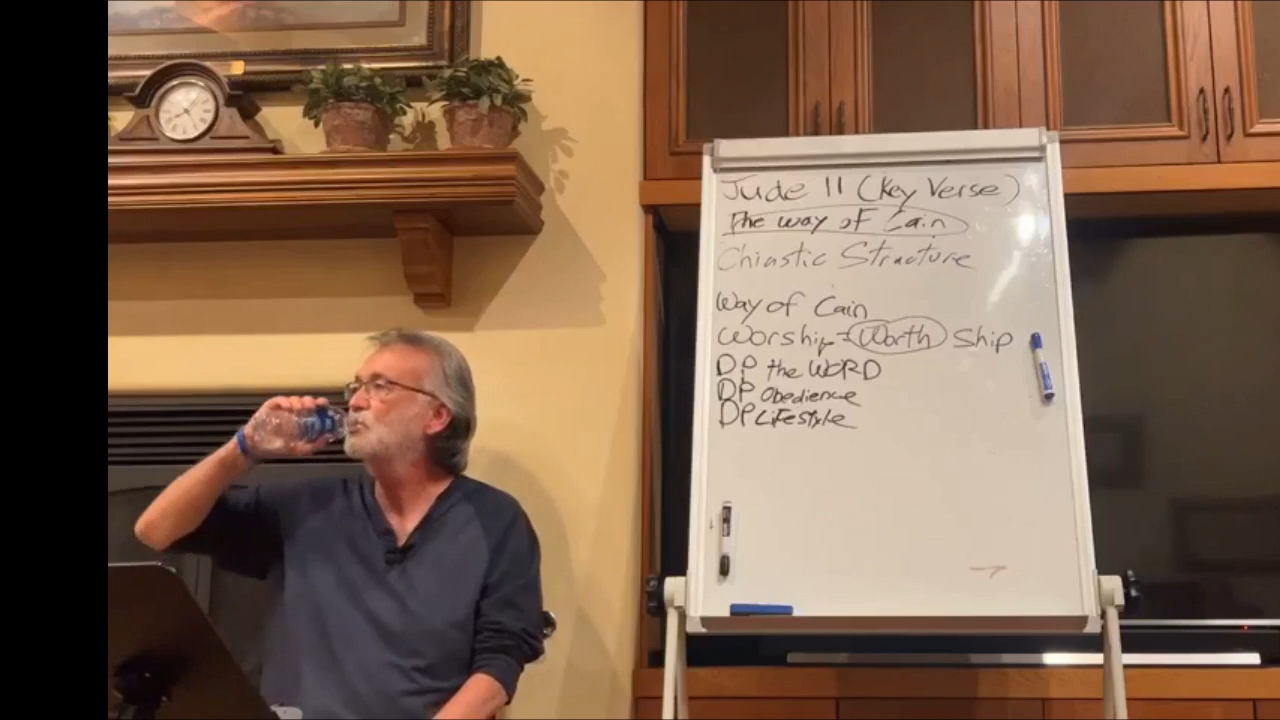 Jude 11 (Key Verse)
The way of Cain
Chiastic Structure
Way of Cain
Worship = Worth Ship
DP the WORD
DP Obedience
DP Lifestyle